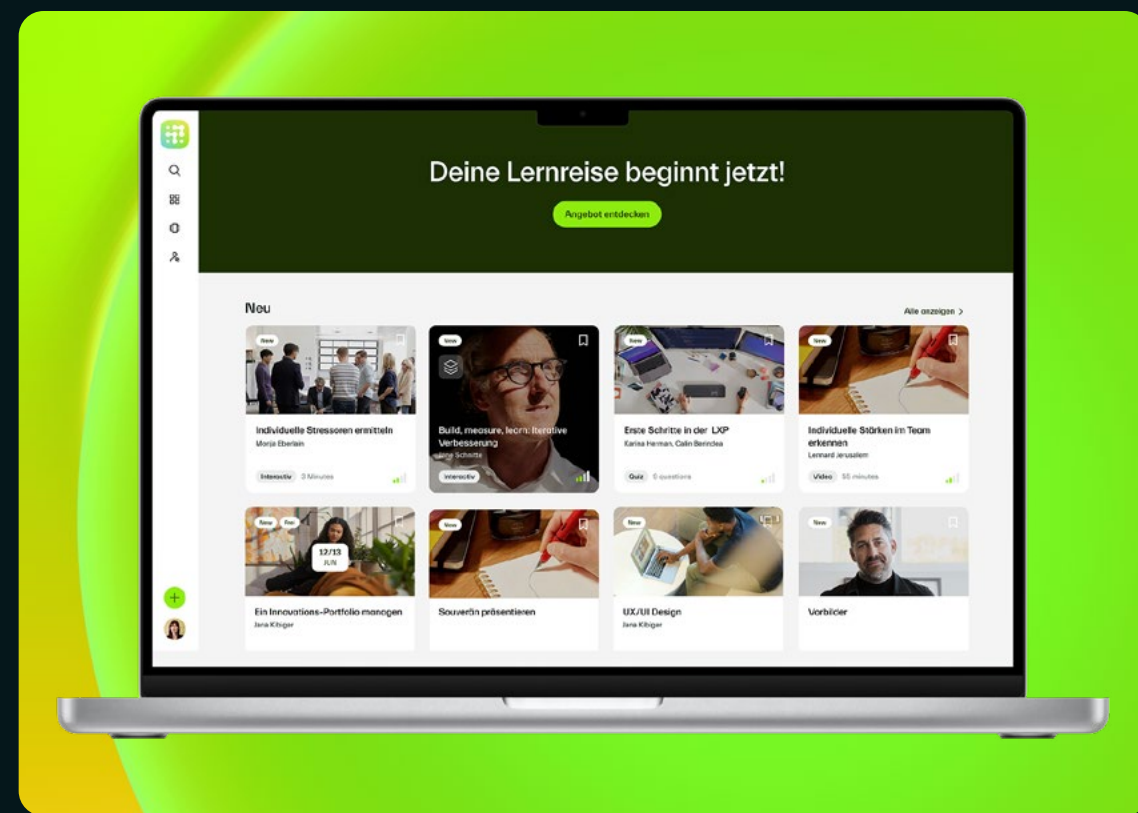 Deine Lernreise beginnt jetzt!
Angebot entdecken
Neu
Alle anzeigen
New
New
New
New
Individuelle Stressoren ermitteln
Monja Eberlein
Interactiv 3 Minutes
Build, measure, learn: Iterative
Verbesserung
Jane Schnitte
Interactiv
Erste Schritte in der LXP
Karina Herman, Calin Berindea
Quiz 6 questions
Individuelle Stärken im Team
erkennen
Lennard Jerusalem
Video 55 minutes
New
12/13
JUN
New
New
New
Ein Innovations-Portfolio managen
Jana Kibiger
Souverän präsentieren
UX/UI Design
Jana Kibiger
Vorbilder